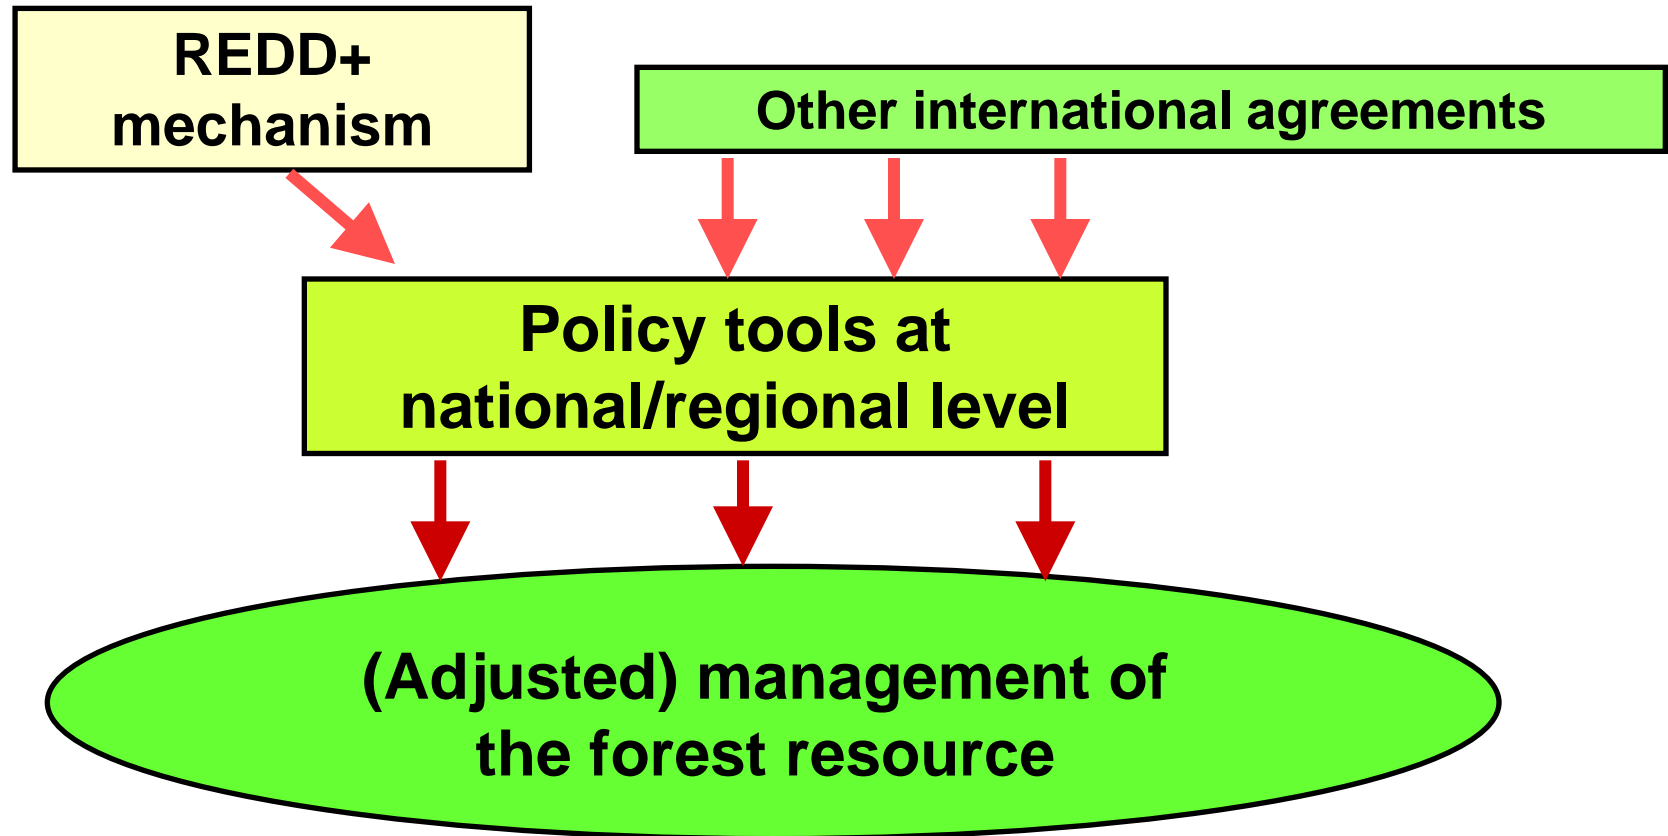 REDD+
mechanism
Other international agreements
Policy tools at
national/regional level
(Adjusted) management of
the forest resource